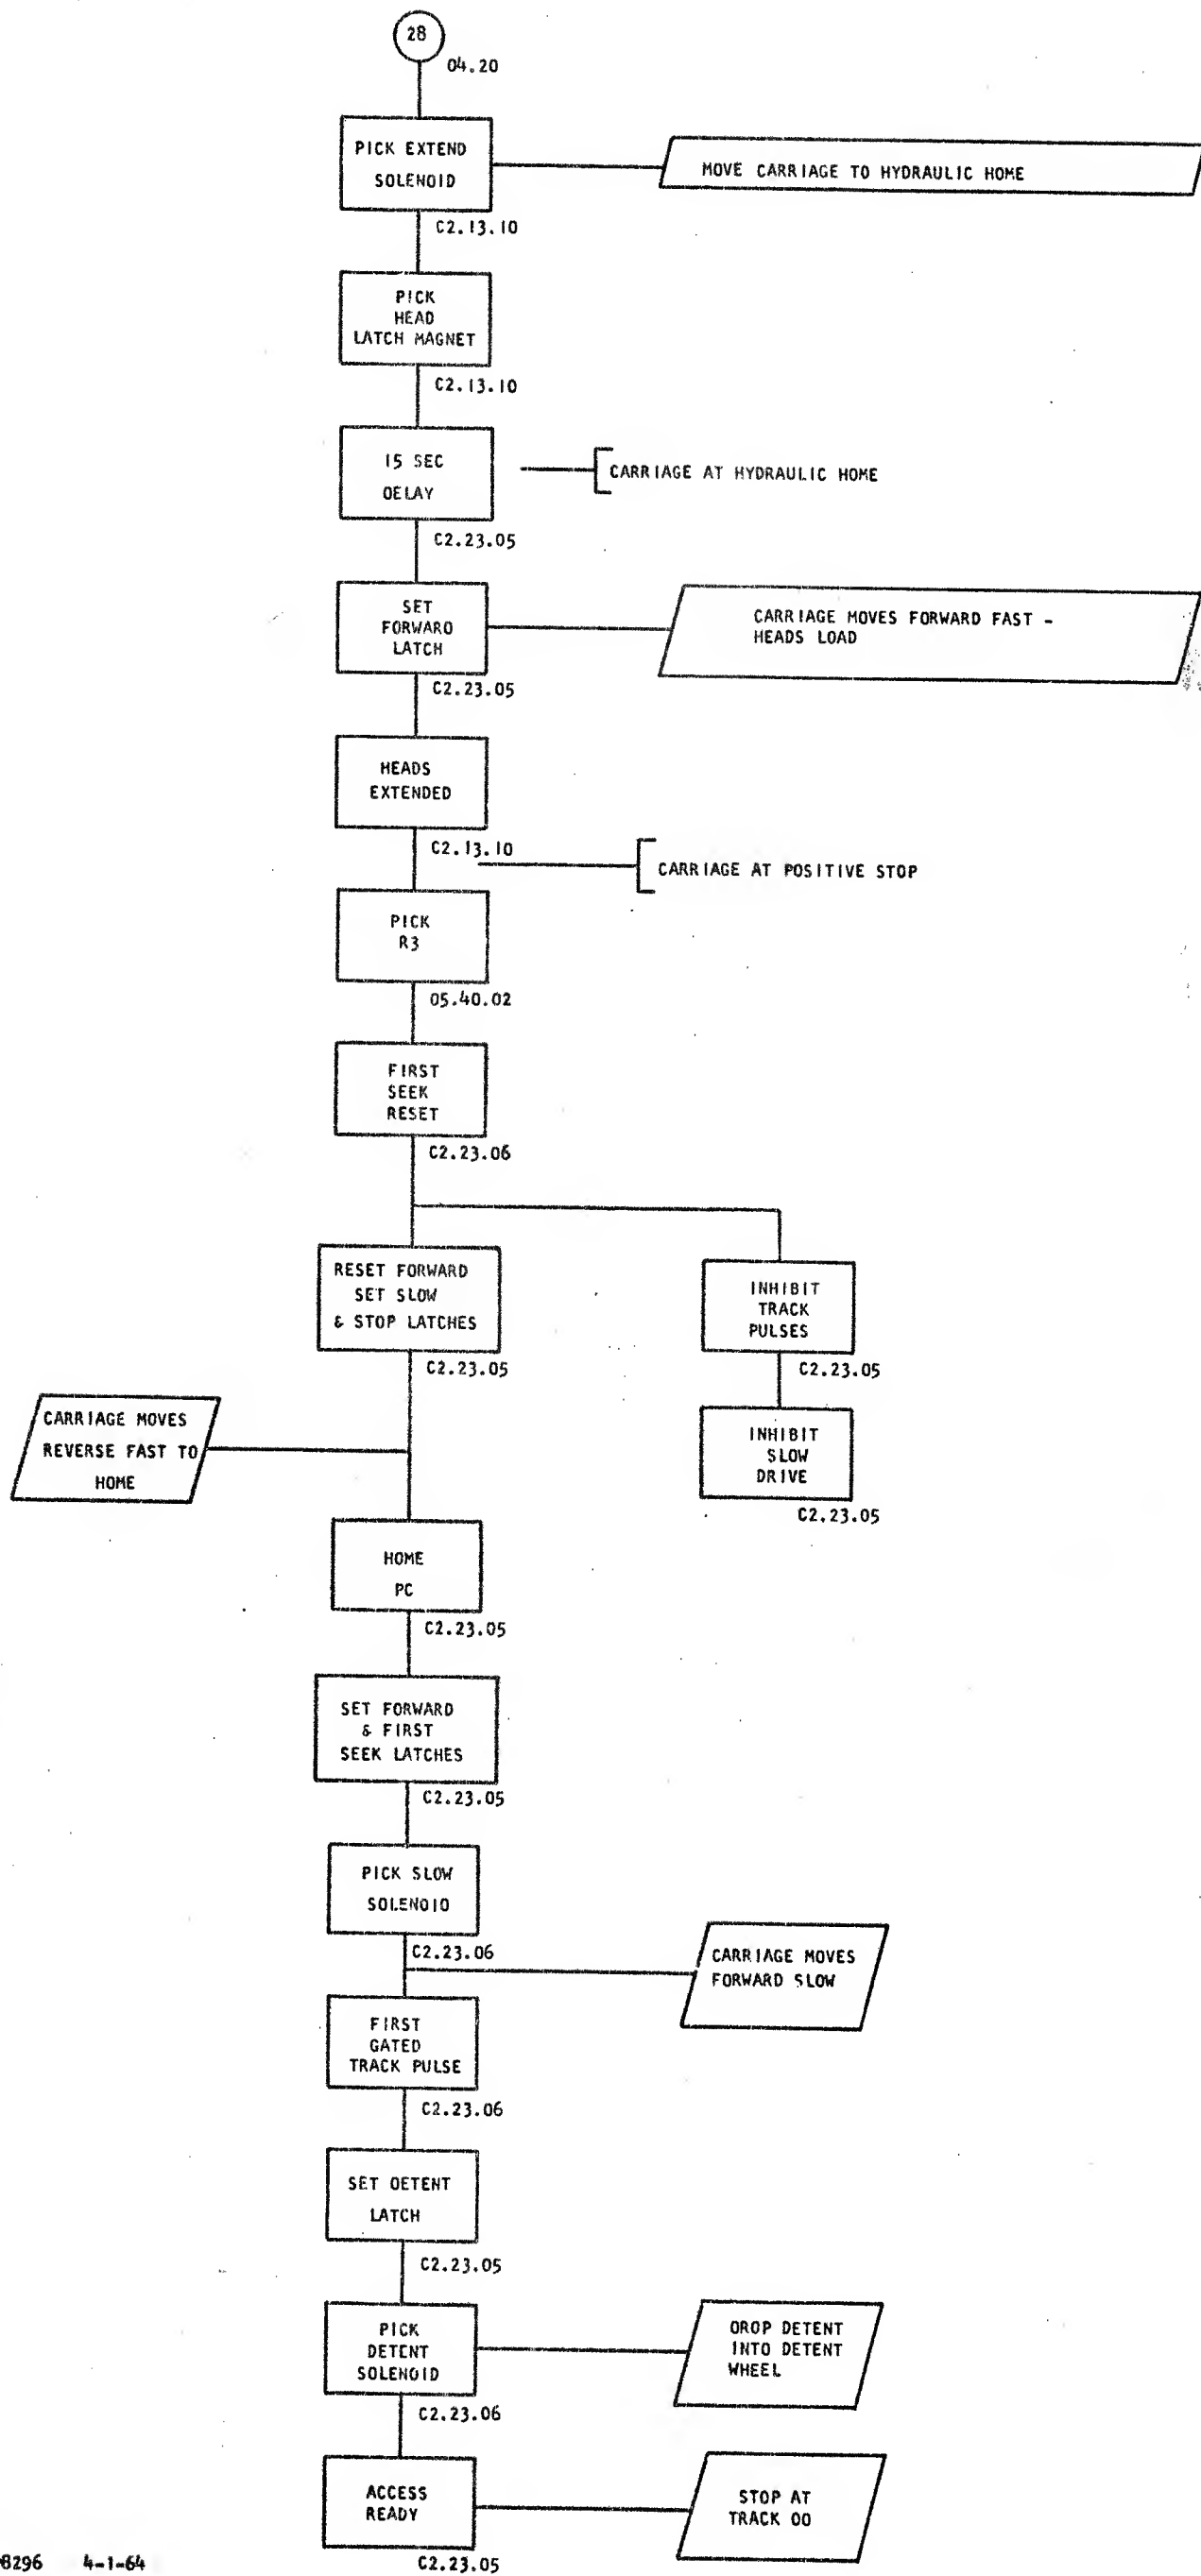 28
04.20
PICK EXTEND
SOLENOID
MOVE CARRIAGE TO HYDRAULIC HOME
C2.13.10
PICK
HEAD
LATCH MAGNET
C2.13.10
15 SEC
DELAY
CARRIAGE AT HYDRAULIC HOME
C2.23.05
SET
FORWARD
LATCH
CARRIAGE MOVES FORWARD FAST -
HEADS LOAD
C2.23.05
HEADS
EXTENDED
C2.13.10
CARRIAGE AT POSITIVE STOP
PICK
R3
05.40.02
FIRST
SEEK
RESET
C2.23.06
RESET FORWARD
SET SLOW
& STOP LATCHES
C2.23.05
INHIBIT
TRACK
PULSES
C2.23.05
CARRIAGE MOVES
REVERSE FAST TO
HOME
INHIBIT
SLOW
DRIVE
C2.23.05
HOME
PC
C2.23.05
SET FORWARD
& FIRST
SEEK LATCHES
C2.23.05
PICK SLOW
SOLENOID
C2.23.06
CARRIAGE MOVES
FORWARD SLOW
FIRST
GATED
TRACK PULSE
C2.23.06
SET DETENT
LATCH
C2.23.05
PICK
DETENT
SOLENOID
DROP DETENT
INTO DETENT
WHEEL
C2.23.06
ACCESS
READY
STOP AT
TRACK 00
C2.23.05
8296 4-1-64